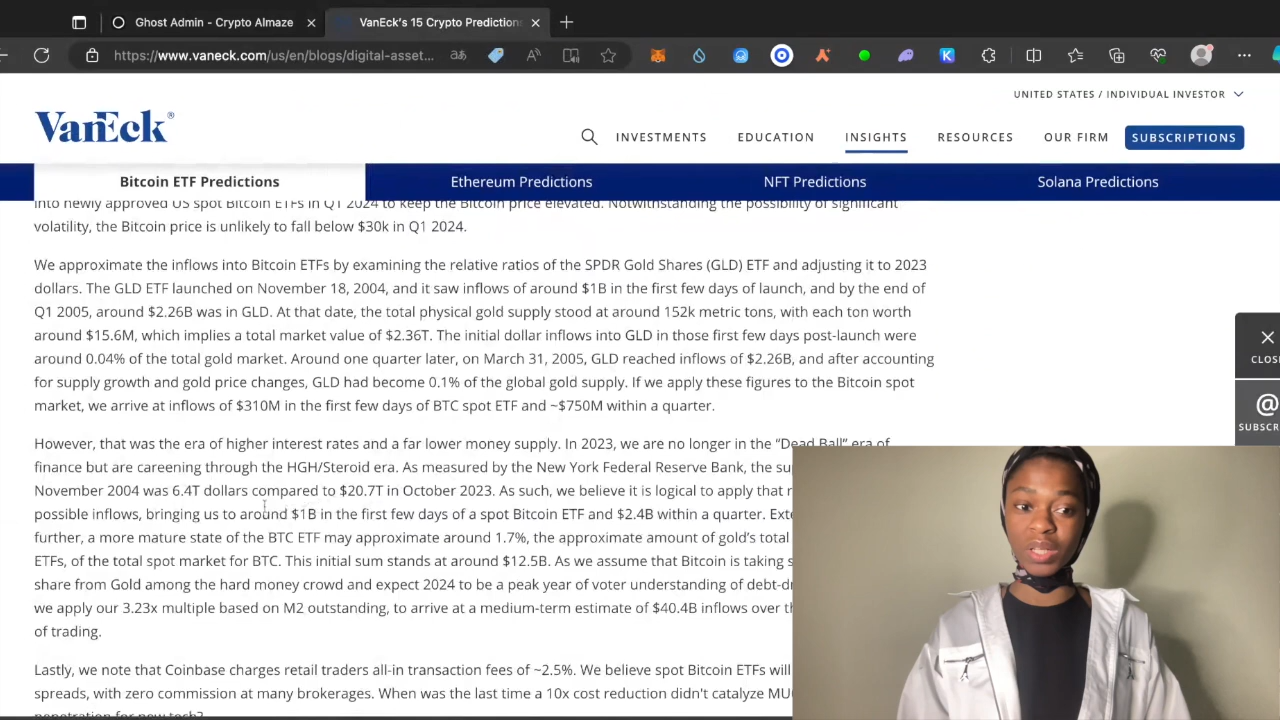 Ghost Admin - Crypto Almaze
VanEck's 15 Crypto Prediction
https://www.vaneck.com/us/en/blogs/digital-asset...
UNITED STATES / INDIVIDUAL INVESTOR
VanEck®
INVESTMENTS EDUCATION INSIGHTS RESOURCES OUR FIRM SUBSCRIPTIONS
Bitcoin ETF Predictions Ethereum Predictions NFT Predictions Solana Predictions
into newly approved US spot Bitcoin ETFs in Q1 2024 to keep the Bitcoin price elevated. Notwithstanding the possibility of significant
volatility, the Bitcoin price is unlikely to fall below $30k in Q1 2024.
We approximate the inflows into Bitcoin ETFs by examining the relative ratios of the SPDR Gold Shares (GLD) ETF and adjusting it to 2023
dollars. The GLD ETF launched on November 18, 2004, and it saw inflows of around $1B in the first few days of launch, and by the end of
Q1 2005, around $2.26B was in GLD. At that date, the total physical gold supply stood at around 152k metric tons, with each ton worth
around $15.6M, which implies a total market value of $2.36T. The initial dollar inflows into GLD in those first few days post-launch were
around 0.04% of the total gold market. Around one quarter later, on March 31, 2005, GLD reached inflows of $2.26B, and after accounting
for supply growth and gold price changes, GLD had become 0.1% of the global gold supply. If we apply these figures to the Bitcoin spot
market, we arrive at inflows of $310M in the first few days of BTC spot ETF and ~$750M within a quarter.
However, that was the era of higher interest rates and a far lower money supply. In 2023, we are no longer in the "Dead Ball" era of
finance but are careening through the HGH/Steroid era. As measured by the New York Federal Reserve Bank, the su
November 2004 was 6.4T dollars compared to $20.7T in October 2023. As such, we believe it is logical to apply that r
possible inflows, bringing us to around $1B in the first few days of a spot Bitcoin ETF and $2.4B within a quarter. Exte
further, a more mature state of the BTC ETF may approximate around 1.7%, the approximate amount of gold's total
ETFs, of the total spot market for BTC. This initial sum stands at around $12.5B. As we assume that Bitcoin is taking s
share from Gold among the hard money crowd and expect 2024 to be a peak year of voter understanding of debt-dr
we apply our 3.23x multiple based on M2 outstanding, to arrive at a medium-term estimate of $40.4B inflows over th
of trading.
Lastly, we note that Coinbase charges retail traders all-in transaction fees of ~2.5%. We believe spot Bitcoin ETFs will
spreads, with zero commission at many brokerages. When was the last time a 10x cost reduction didn't catalyze MU
penetration for new tech?
CLOS
@
SUBSCR